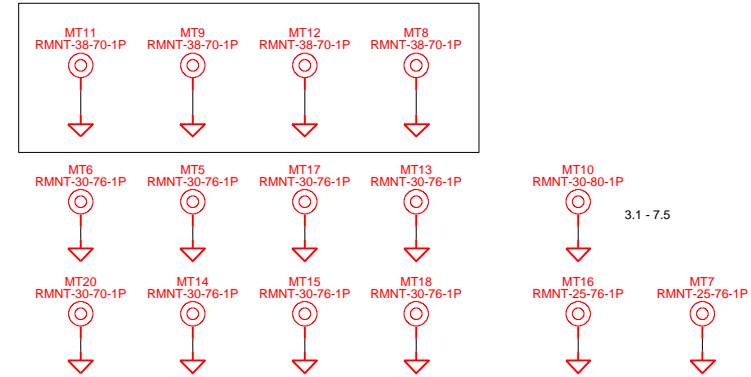 MT11
RMNT-38-70-1P
MT9
RMNT-38-70-1P
MT12
RMNT-38-70-1P
MT8
RMNT-38-70-1P
MT6
RMNT-30-76-1P
MT5
RMNT-30-76-1P
MT17
RMNT-30-76-1P
MT13
RMNT-30-76-1P
MT10
RMNT-30-80-1P
3.1 - 7.5
MT20
RMNT-30-70-1P
MT14
RMNT-30-76-1P
MT15
RMNT-30-76-1P
MT18
RMNT-30-76-1P
MT16
RMNT-25-76-1P
MT7
RMNT-25-76-1P